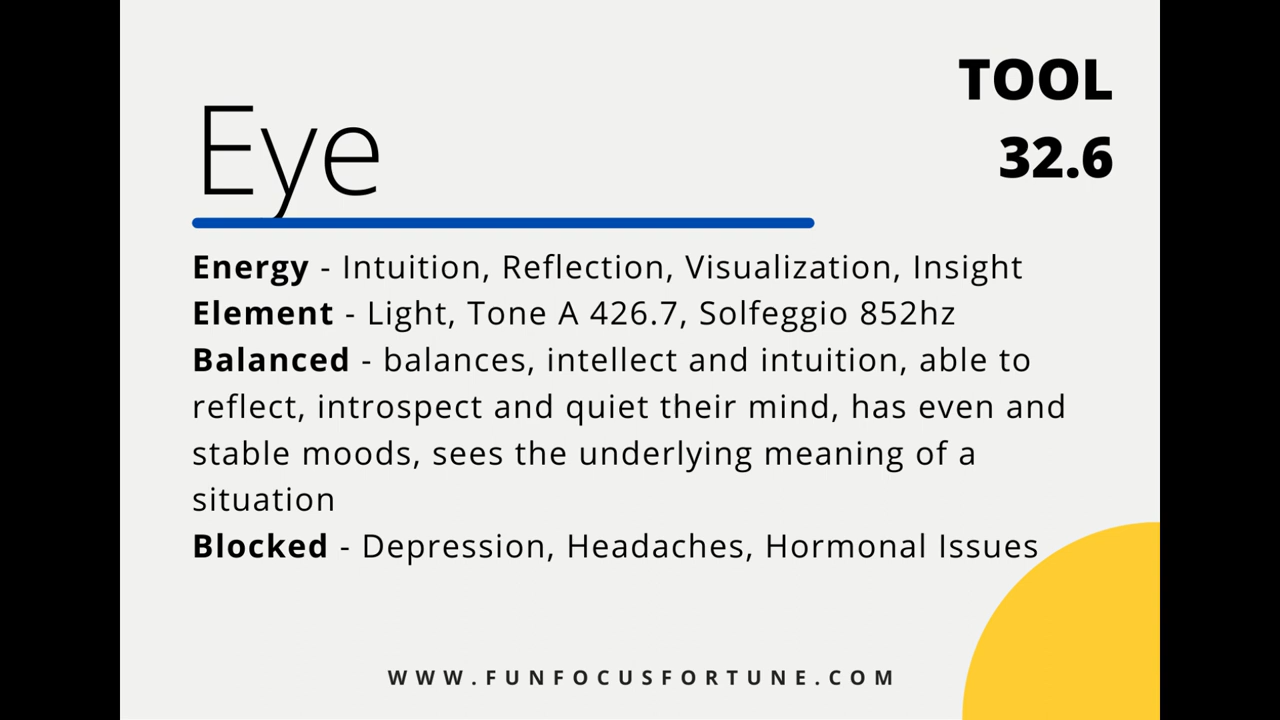 TOOL
32.6
Eye
Energy - Intuition, Reflection, Visualization, Insight
Element - Light, Tone A 426.7, Solfeggio 852hz
Balanced - balances, intellect and intuition, able to
reflect, introspect and quiet their mind, has even and
stable moods, sees the underlying meaning of a
situation
Blocked - Depression, Headaches, Hormonal Issues
WWW.FUNFOCUSFORTUNE.COM